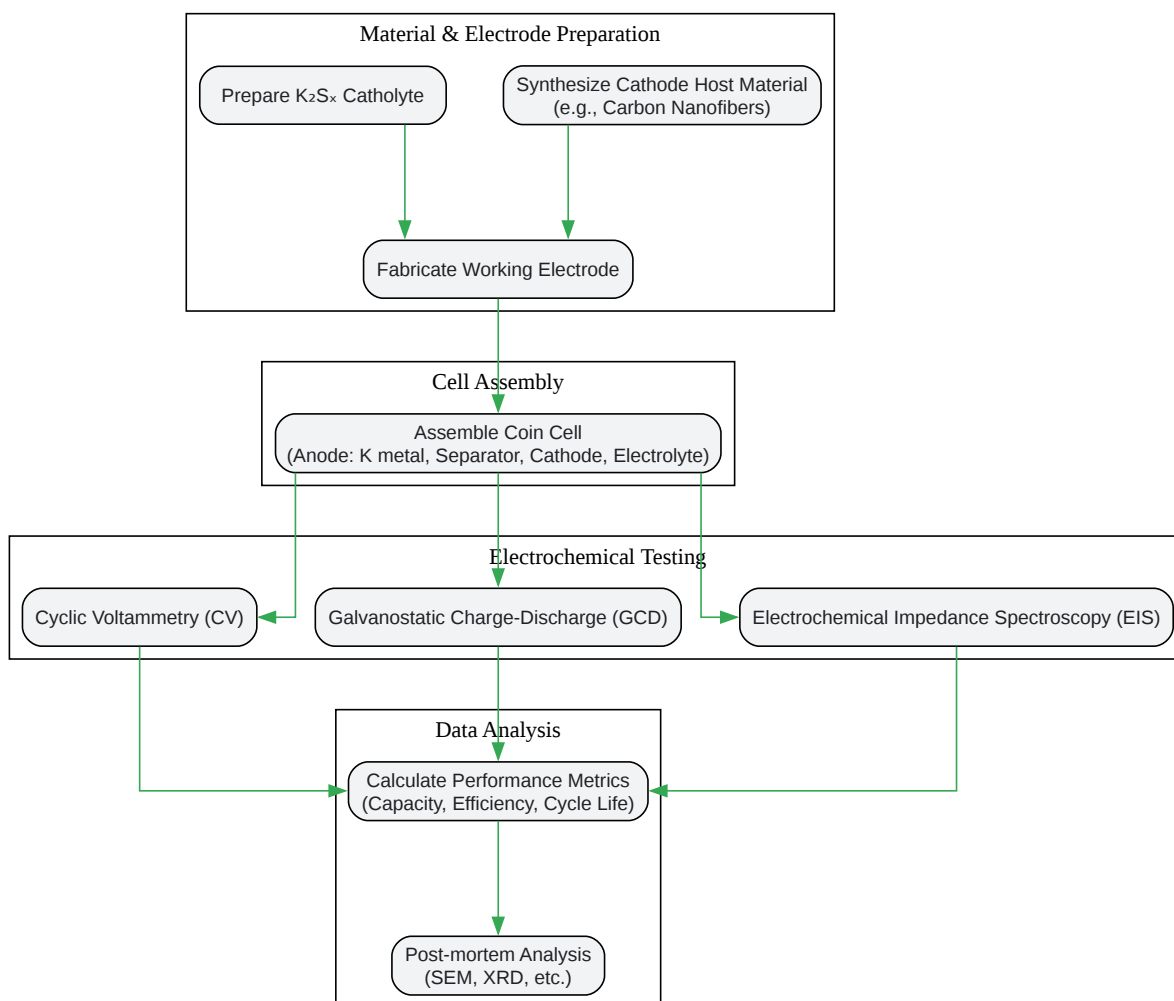 Material & Electrode Preparation
Prepare K₂Sₓ Catholyte
Synthesize Cathode Host Material
(e.g., Carbon Nanofibers)
Fabricate Working Electrode
Cell Assembly
Assemble Coin Cell
(Anode: K metal, Separator, Cathode, Electrolyte)
Electrochemical Testing
Cyclic Voltammetry (CV)
Galvanostatic Charge-Discharge (GCD)
Electrochemical Impedance Spectroscopy (EIS)
Data Analysis
Calculate Performance Metrics
(Capacity, Efficiency, Cycle Life)
Post-mortem Analysis
(SEM, XRD, etc.)